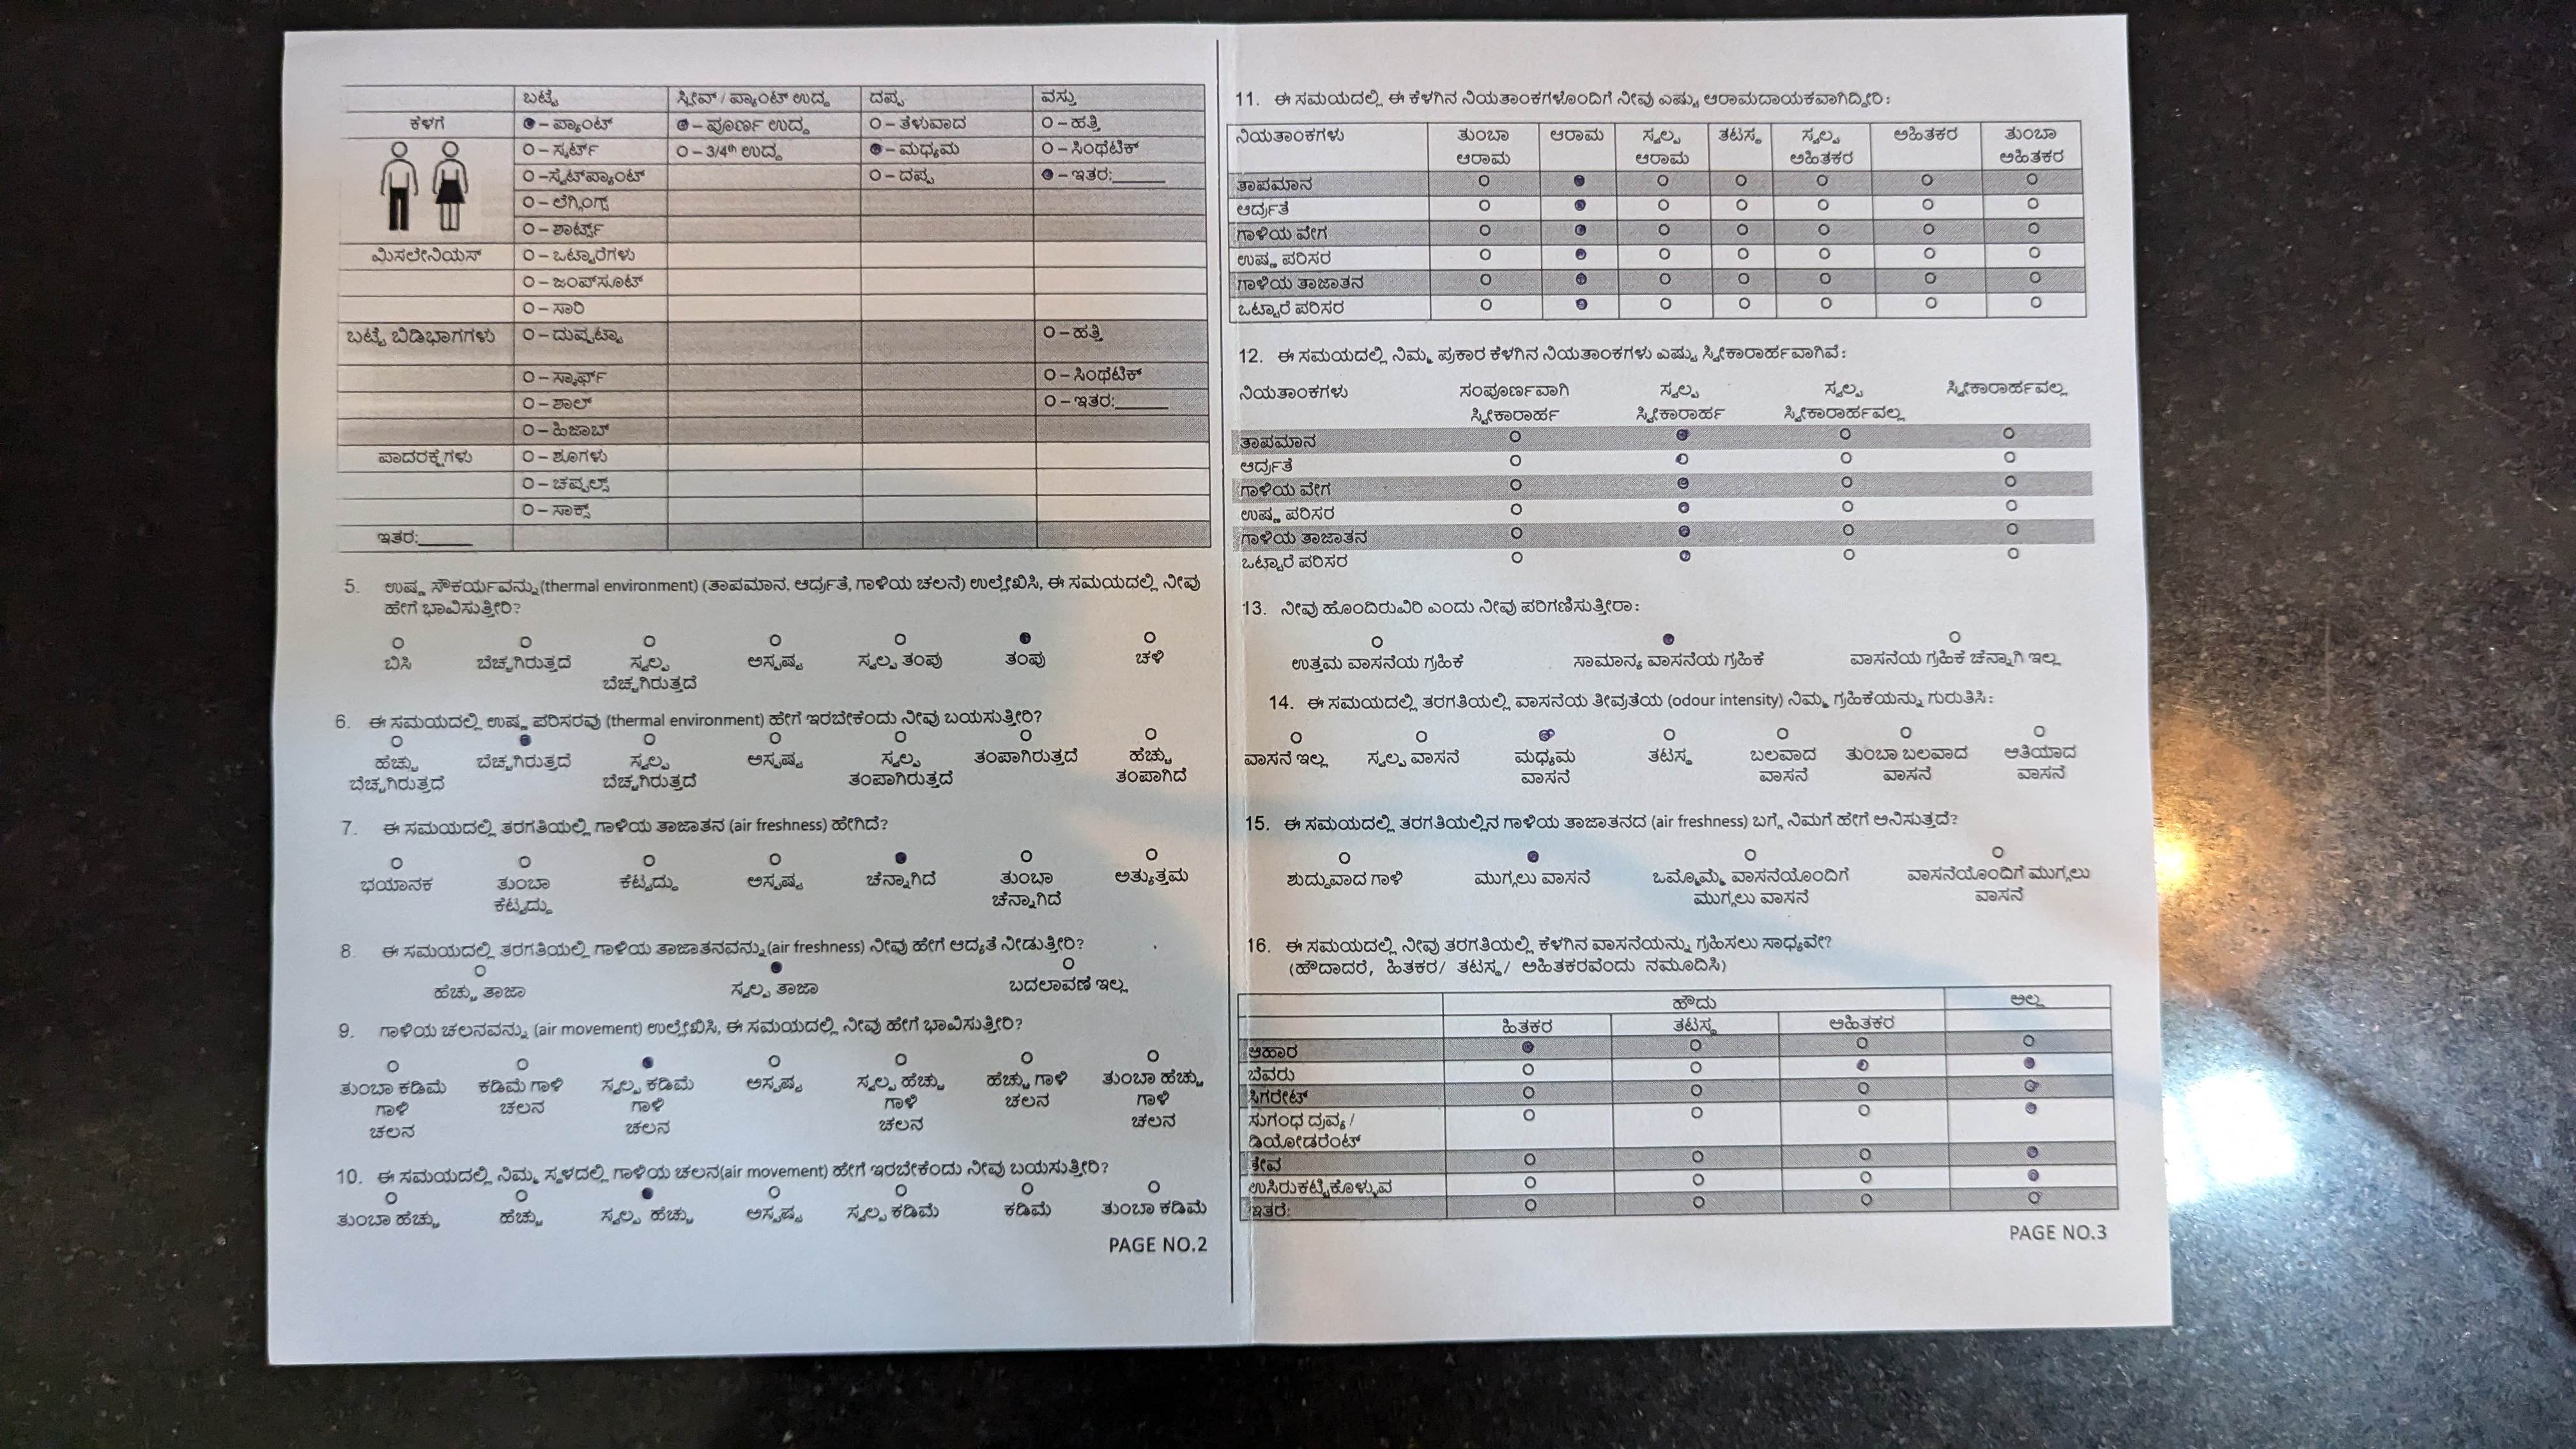 ಬಟ್ಟೆ ಸ್ಲೀವ್ / ಪ್ಯಾಂಟ್ ಉದ್ದ ದಪ್ಪ ವಸ್ತು
ಕೆಳಗೆ O – ಪ್ಯಾಂಟ್ O – ಪೂರ್ಣ ಉದ್ದ O – ತೆಳುವಾದ O – ಹತ್ತಿ
O – ಸ್ಕರ್ಟ್ O – 3/4th ಉದ್ದ O – ಮಧ್ಯಮ O – ಸಿಂಥೆಟಿಕ್
O –ಸ್ವೆಟ್‌ಪ್ಯಾಂಟ್ O – ದಪ್ಪ O – ಇತರ:______
O – ಲೆಗ್ಗಿಂಗ್ಸ್
O – ಶಾರ್ಟ್ಸ್
ಮಿಸಲೇನಿಯಸ್ O – ಒಟ್ಟಾರೆಗಳು
O – ಜಂಪ್‌ಸೂಟ್
O – ಸಾರಿ
ಬಟ್ಟೆ ಬಿಡಿಭಾಗಗಳು O – ದುಪ್ಪಟ್ಟಾ O – ಹತ್ತಿ
O – ಸ್ಕಾರ್ಫ್ O – ಸಿಂಥೆಟಿಕ್
O – ಶಾಲ್ O – ಇತರ:______
O – ಹಿಜಾಬ್
ಪಾದರಕ್ಷೆಗಳು O – ಶೂಗಳು
O – ಚಪ್ಪಲ್ಸ್
O – ಸಾಕ್ಸ್
ಇತರ:______
5. ಉಷ್ಣ ಸೌಕರ್ಯವನ್ನು(thermal environment) (ತಾಪಮಾನ, ಆರ್ದ್ರತೆ, ಗಾಳಿಯ ಚಲನೆ) ಉಲ್ಲೇಖಿಸಿ, ಈ ಸಮಯದಲ್ಲಿ ನೀವು
ಹೇಗೆ ಭಾವಿಸುತ್ತೀರಿ?
ಬಿಸಿ ಬೆಚ್ಚಗಿರುತ್ತದೆ ಸ್ವಲ್ಪ ಅಸ್ಪಷ್ಟ ಸ್ವಲ್ಪ ತಂಪು ತಂಪು ಚಳಿ
ಬೆಚ್ಚಗಿರುತ್ತದೆ
6. ಈ ಸಮಯದಲ್ಲಿ ಉಷ್ಣ ಪರಿಸರವು (thermal environment) ಹೇಗೆ ಇರಬೇಕೆಂದು ನೀವು ಬಯಸುತ್ತೀರಿ?
ಹೆಚ್ಚು ಬೆಚ್ಚಗಿರುತ್ತದೆ ಸ್ವಲ್ಪ ಅಸ್ಪಷ್ಟ ಸ್ವಲ್ಪ ತಂಪಾಗಿರುತ್ತದೆ ಹೆಚ್ಚು
ಬೆಚ್ಚಗಿರುತ್ತದೆ ಬೆಚ್ಚಗಿರುತ್ತದೆ ತಂಪಾಗಿರುತ್ತದೆ ತಂಪಾಗಿದೆ
7. ಈ ಸಮಯದಲ್ಲಿ ತರಗತಿಯಲ್ಲಿ ಗಾಳಿಯ ತಾಜಾತನ (air freshness) ಹೇಗಿದೆ?
ಭಯಾನಕ ತುಂಬಾ ಕೆಟ್ಟದ್ದು ಅಸ್ಪಷ್ಟ ಚೆನ್ನಾಗಿದೆ ತುಂಬಾ ಅತ್ಯುತ್ತಮ
ಕೆಟ್ಟದ್ದು ಚೆನ್ನಾಗಿದೆ
8. ಈ ಸಮಯದಲ್ಲಿ ತರಗತಿಯಲ್ಲಿ ಗಾಳಿಯ ತಾಜಾತನವನ್ನು(air freshness) ನೀವು ಹೇಗೆ ಆದ್ಯತೆ ನೀಡುತ್ತೀರಿ?
ಹೆಚ್ಚು ತಾಜಾ ಸ್ವಲ್ಪ ತಾಜಾ ಬದಲಾವಣೆ ಇಲ್ಲ
9. ಗಾಳಿಯ ಚಲನವನ್ನು (air movement) ಉಲ್ಲೇಖಿಸಿ, ಈ ಸಮಯದಲ್ಲಿ ನೀವು ಹೇಗೆ ಭಾವಿಸುತ್ತೀರಿ?
ತುಂಬಾ ಕಡಿಮೆ ಕಡಿಮೆ ಗಾಳಿ ಸ್ವಲ್ಪ ಕಡಿಮೆ ಅಸ್ಪಷ್ಟ ಸ್ವಲ್ಪ ಹೆಚ್ಚು ಹೆಚ್ಚು ಗಾಳಿ ತುಂಬಾ ಹೆಚ್ಚು
ಗಾಳಿ ಚಲನ ಗಾಳಿ ಗಾಳಿ ಚಲನ ಗಾಳಿ
ಚಲನ ಚಲನ ಚಲನ ಚಲನ
10. ಈ ಸಮಯದಲ್ಲಿ ನಿಮ್ಮ ಸ್ಥಳದಲ್ಲಿ ಗಾಳಿಯ ಚಲನ(air movement) ಹೇಗೆ ಇರಬೇಕೆಂದು ನೀವು ಬಯಸುತ್ತೀರಿ?
ತುಂಬಾ ಹೆಚ್ಚು ಹೆಚ್ಚು ಸ್ವಲ್ಪ ಹೆಚ್ಚು ಅಸ್ಪಷ್ಟ ಸ್ವಲ್ಪ ಕಡಿಮೆ ಕಡಿಮೆ ತುಂಬಾ ಕಡಿಮೆ
PAGE NO.2
11. ಈ ಸಮಯದಲ್ಲಿ ಈ ಕೆಳಗಿನ ನಿಯತಾಂಕಗಳೊಂದಿಗೆ ನೀವು ಎಷ್ಟು ಆರಾಮದಾಯಕವಾಗಿದ್ದೀರಿ:
ನಿಯತಾಂಕಗಳು ತುಂಬಾ ಆರಾಮ ಸ್ವಲ್ಪ ತಟಸ್ಥ ಸ್ವಲ್ಪ ಅಹಿತಕರ ತುಂಬಾ
ಆರಾಮ ಆರಾಮ ಅಹಿತಕರ ಅಹಿತಕರ
ತಾಪಮಾನ
ಆರ್ದ್ರತೆ
ಗಾಳಿಯ ವೇಗ
ಉಷ್ಣ ಪರಿಸರ
ಗಾಳಿಯ ತಾಜಾತನ
ಒಟ್ಟಾರೆ ಪರಿಸರ
12. ಈ ಸಮಯದಲ್ಲಿ ನಿಮ್ಮ ಪ್ರಕಾರ ಕೆಳಗಿನ ನಿಯತಾಂಕಗಳು ಎಷ್ಟು ಸ್ವೀಕಾರಾರ್ಹವಾಗಿವೆ:
ನಿಯತಾಂಕಗಳು ಸಂಪೂರ್ಣವಾಗಿ ಸ್ವಲ್ಪ ಸ್ವಲ್ಪ ಸ್ವೀಕಾರಾರ್ಹವಲ್ಲ
ಸ್ವೀಕಾರಾರ್ಹ ಸ್ವೀಕಾರಾರ್ಹ ಸ್ವೀಕಾರಾರ್ಹವಲ್ಲ
ತಾಪಮಾನ
ಆರ್ದ್ರತೆ
ಗಾಳಿಯ ವೇಗ
ಉಷ್ಣ ಪರಿಸರ
ಗಾಳಿಯ ತಾಜಾತನ
ಒಟ್ಟಾರೆ ಪರಿಸರ
13. ನೀವು ಹೊಂದಿರುವಿರಿ ಎಂದು ನೀವು ಪರಿಗಣಿಸುತ್ತೀರಾ:
ಉತ್ತಮ ವಾಸನೆಯ ಗ್ರಹಿಕೆ ಸಾಮಾನ್ಯ ವಾಸನೆಯ ಗ್ರಹಿಕೆ ವಾಸನೆಯ ಗ್ರಹಿಕೆ ಚೆನ್ನಾಗಿ ಇಲ್ಲ
14. ಈ ಸಮಯದಲ್ಲಿ ತರಗತಿಯಲ್ಲಿ ವಾಸನೆಯ ತೀವ್ರತೆಯ (odour intensity) ನಿಮ್ಮ ಗ್ರಹಿಕೆಯನ್ನು ಗುರುತಿಸಿ:
ವಾಸನೆ ಇಲ್ಲ ಸ್ವಲ್ಪ ವಾಸನೆ ಮಧ್ಯಮ ತಟಸ್ಥ ಬಲವಾದ ತುಂಬಾ ಬಲವಾದ ಅತಿಯಾದ
ವಾಸನೆ ವಾಸನೆ ವಾಸನೆ ವಾಸನೆ
15. ಈ ಸಮಯದಲ್ಲಿ ತರಗತಿಯಲ್ಲಿನ ಗಾಳಿಯ ತಾಜಾತನದ (air freshness) ಬಗ್ಗೆ ನಿಮಗೆ ಹೇಗೆ ಅನಿಸುತ್ತದೆ?
ಶುದ್ಧುವಾದ ಗಾಳಿ ಮುಗ್ಗಲು ವಾಸನೆ ಒಮ್ಮೊಮ್ಮೆ ವಾಸನೆಯೊಂದಿಗೆ ವಾಸನೆಯೊಂದಿಗೆ ಮುಗ್ಗಲು
ಮುಗ್ಗಲು ವಾಸನೆ ವಾಸನೆ
16. ಈ ಸಮಯದಲ್ಲಿ ನೀವು ತರಗತಿಯಲ್ಲಿ ಕೆಳಗಿನ ವಾಸನೆಯನ್ನು ಗ್ರಹಿಸಲು ಸಾಧ್ಯವೇ?
(ಹೌದಾದರೆ, ಹಿತಕರ/ ತಟಸ್ಥ/ ಅಹಿತಕರವೆಂದು ನಮೂದಿಸಿ)
ಹೌದು ಅಲ್ಲ
ಹಿತಕರ ತಟಸ್ಥ ಅಹಿತಕರ
ಆಹಾರ
ಬೆವರು
ಸಿಗರೇಟ್
ಸುಗಂಧ ದ್ರವ್ಯ /
ಡಿಯೋಡರೆಂಟ್
ತೇವ
ಉಸಿರುಕಟ್ಟಿಕೊಳ್ಳುವ
ಇತರೆ:
PAGE NO.3